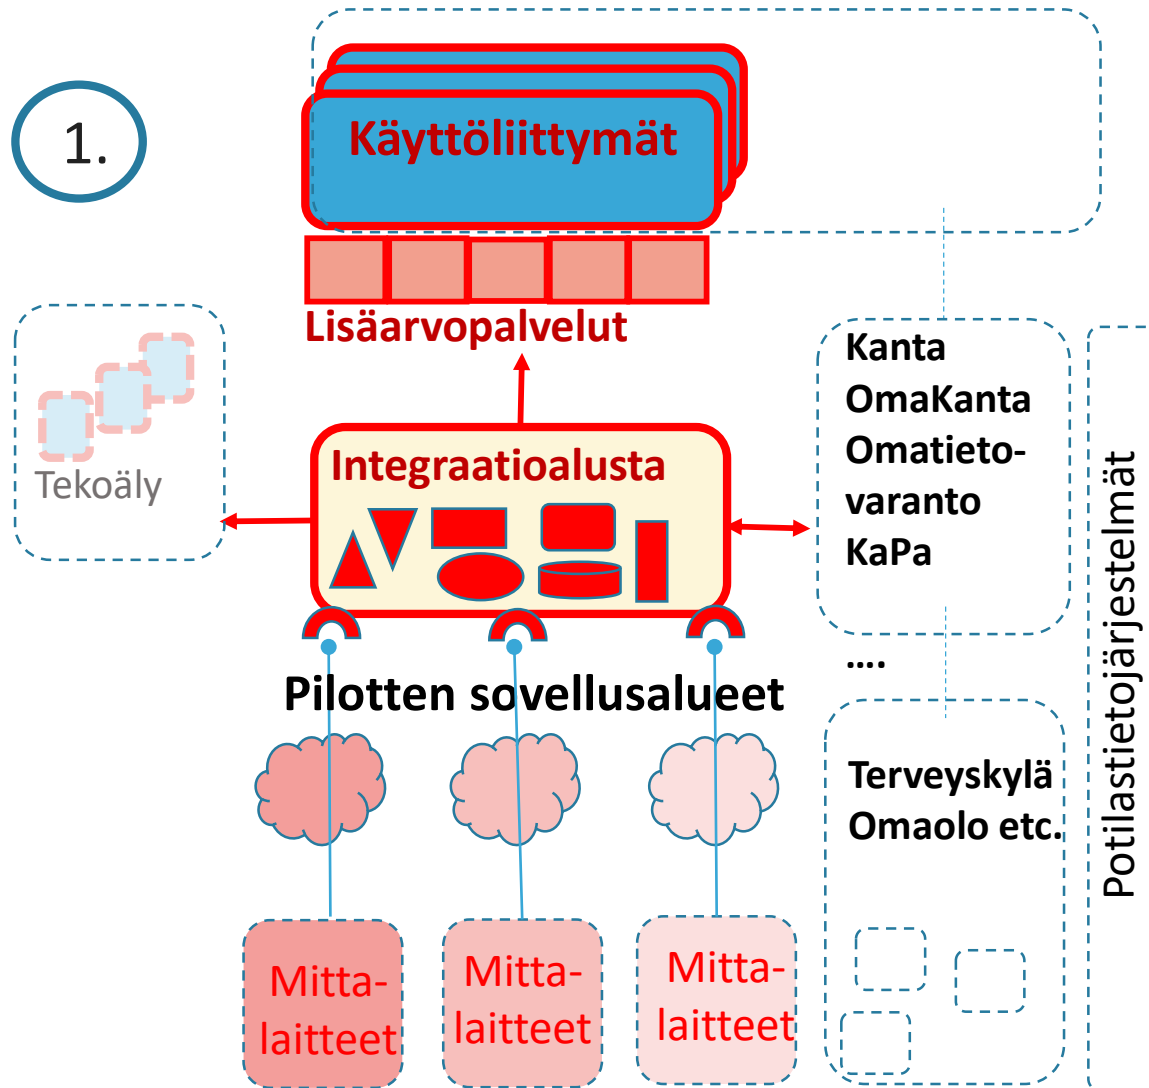 1.
Käyttöliittymät
Lisäarvopalvelut
Tekoäly
Integraatioalusta
Kanta
OmaKanta
Omatieto-
varanto
KaPa
....
Potilastietojärjestelmät
Pilotten sovellusalueet
Terveyskylä
Omaolo etc.
Mitta-
laitteet
Mitta-
laitteet
Mitta-
laitteet